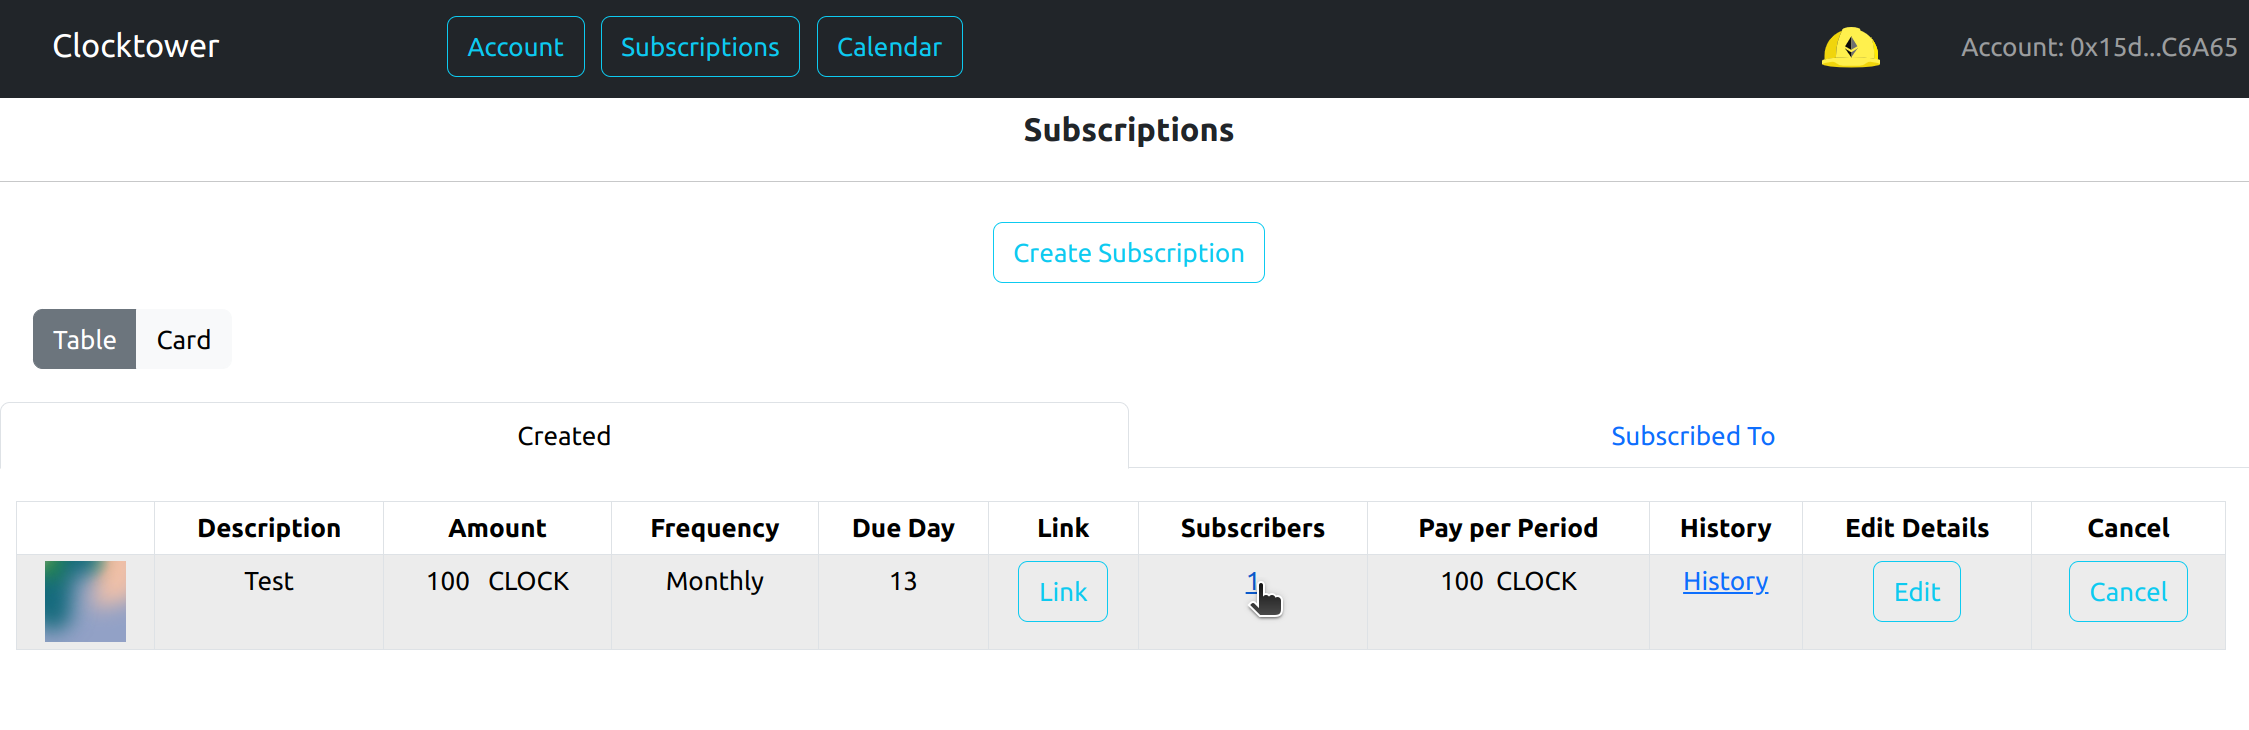 Clocktower Account Subscriptions Calendar Account: 0x15d...C6A65
Subscriptions
Create Subscription
Table Card
Created Subscribed To
Description Amount Frequency Due Day Link Subscribers Pay per Period History Edit Details Cancel
Test 100 CLOCK Monthly 13 Link 1 100 CLOCK History Edit Cancel